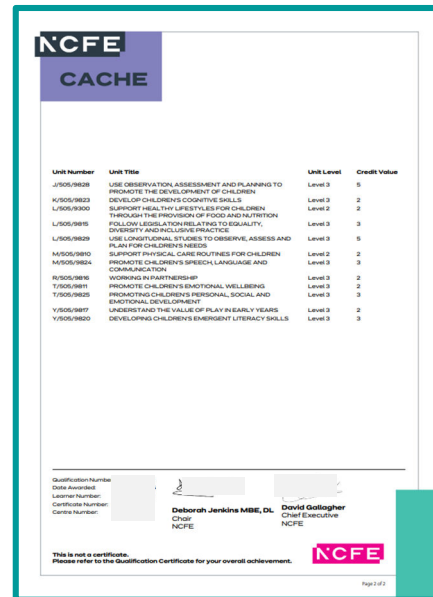 NCFE
CACHE
Unit Number Unit Title Unit Level Credit Value
J/505/9828 USE OBSERVATION, ASSESSMENT AND PLANNING TO Level 3 5
PROMOTE THE DEVELOPMENT OF CHILDREN
K/505/9823 DEVELOP CHILDREN'S COGNITIVE SKILLS Level 3 2
L/505/9300 SUPPORT HEALTHY LIFESTYLES FOR CHILDREN Level 2 2
THROUGH THE PROVISION OF FOOD AND NUTRITION
L/505/9815 FOLLOW LEGISLATION RELATING TO EQUALITY, Level 3 3
DIVERSITY AND INCLUSIVE PRACTICE
L/505/9829 USE LONGITUDINAL STUDIES TO OBSERVE, ASSESS AND Level 3 5
PLAN FOR CHILDREN'S NEEDS
M/505/9810 SUPPORT PHYSICAL CARE ROUTINES FOR CHILDREN Level 2 2
M/505/9824 PROMOTE CHILDREN'S SPEECH, LANGUAGE AND Level 3 3
COMMUNICATION
R/505/9816 WORKING IN PARTNERSHIP Level 3 2
T/505/9811 PROMOTE CHILDREN'S EMOTIONAL WELLBEING Level 3 2
T/505/9825 PROMOTING CHILDREN'S PERSONAL, SOCIAL AND Level 3 3
EMOTIONAL DEVELOPMENT
Y/505/9817 UNDERSTAND THE VALUE OF PLAY IN EARLY YEARS Level 3 2
Y/505/9820 DEVELOPING CHILDREN'S EMERGENT LITERACY SKILLS Level 3 3
Qualification Numbe
Date Awarded:
Learner Number:
Certificate Number:
Centre Number:
Deborah Jenkins MBE, DL
Chair
NCFE
David Gallagher
Chief Executive
NCFE
This is not a certificate.
Please refer to the Qualification Certificate for your overall achievement.
NCFE
Page 2 of 2